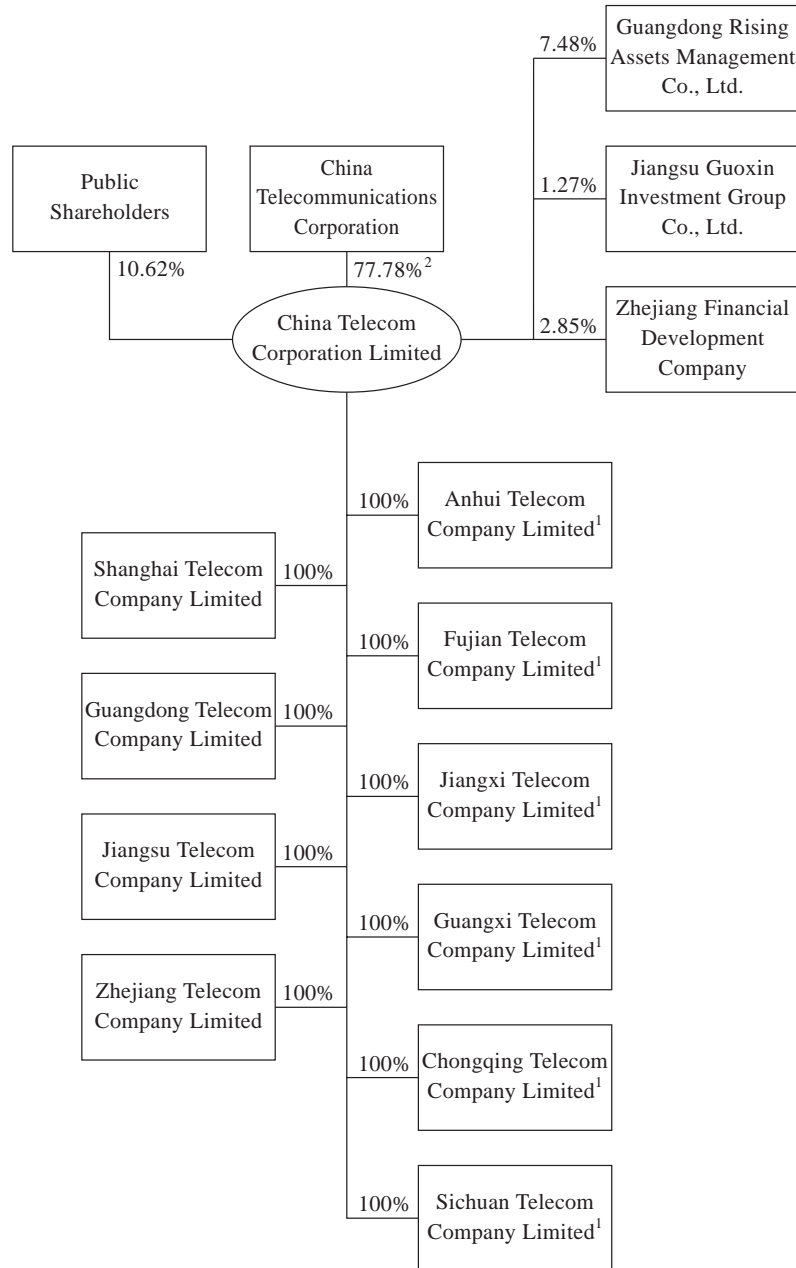 Guangdong Rising
Assets Management
Co., Ltd.
7.48%
Public
Shareholders
China
Telecommunications
Corporation
Jiangsu Guoxin
Investment Group
Co., Ltd.
1.27%
10.62%
77.78%²
China Telecom
Corporation Limited
2.85%
Zhejiang Financial
Development
Company
100%
Anhui Telecom
Company Limited¹
Shanghai Telecom
Company Limited
100%
100%
Fujian Telecom
Company Limited¹
Guangdong Telecom
Company Limited
100%
100%
Jiangxi Telecom
Company Limited¹
Jiangsu Telecom
Company Limited
100%
100%
Guangxi Telecom
Company Limited¹
Zhejiang Telecom
Company Limited
100%
100%
Chongqing Telecom
Company Limited¹
100%
Sichuan Telecom
Company Limited¹